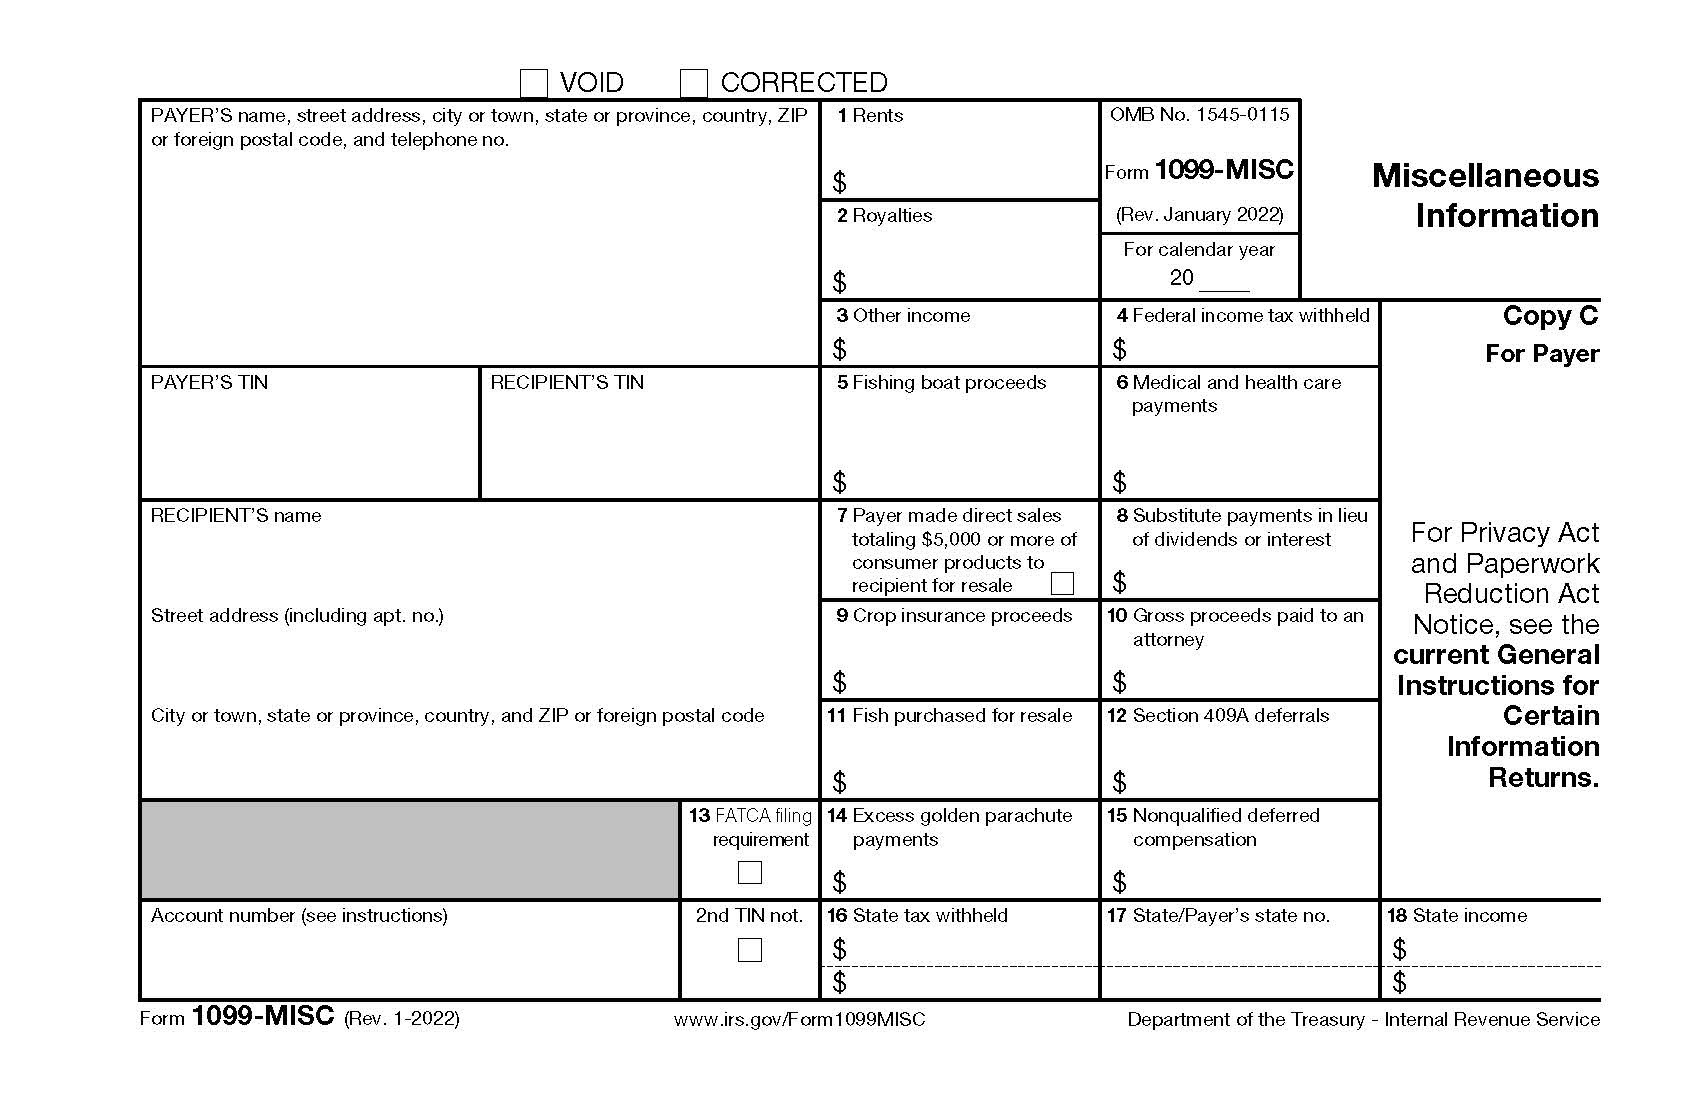 VOID CORRECTED
PAYER'S name, street address, city or town, state or province, country, ZIP
or foreign postal code, and telephone no.
1 Rents
$
2 Royalties
$
OMB No. 1545-0115
Form 1099-MISC
(Rev. January 2022)
For calendar year
20 ____
Miscellaneous
Information
3 Other income
$
4 Federal income tax withheld
$
Copy C
For Payer
PAYER'S TIN
RECIPIENT'S TIN
5 Fishing boat proceeds
$
6 Medical and health care
payments
$
RECIPIENT'S name
7 Payer made direct sales
totaling $5,000 or more of
consumer products to
recipient for resale
8 Substitute payments in lieu
of dividends or interest
$
For Privacy Act
and Paperwork
Reduction Act
Notice, see the
current General
Instructions for
Certain
Information
Returns.
Street address (including apt. no.)
9 Crop insurance proceeds
$
10 Gross proceeds paid to an
attorney
$
City or town, state or province, country, and ZIP or foreign postal code
11 Fish purchased for resale
$
12 Section 409A deferrals
$
13 FATCA filing
requirement
14 Excess golden parachute
payments
$
15 Nonqualified deferred
compensation
$
Account number (see instructions)
2nd TIN not.
16 State tax withheld
$
$
17 State/Payer's state no.
18 State income
$
$
Form 1099-MISC (Rev. 1-2022)
www.irs.gov/Form1099MISC
Department of the Treasury - Internal Revenue Service